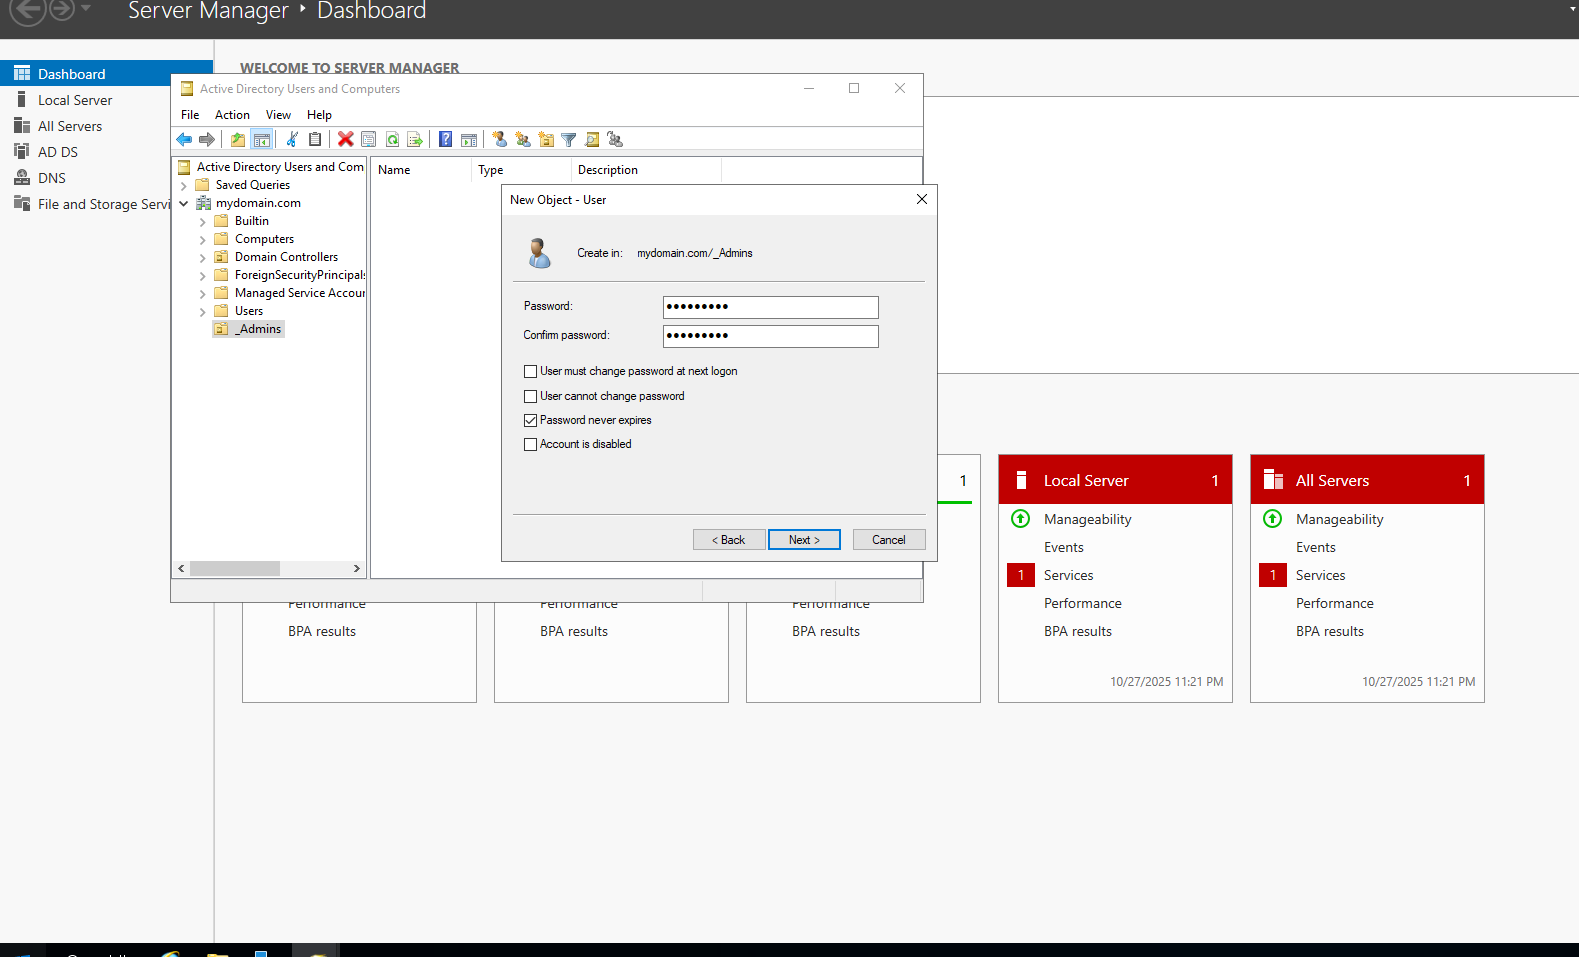 Server Manager ‣ Dashboard
WELCOME TO SERVER MANAGER
Dashboard
Local Server
All Servers
AD DS
DNS
File and Storage Servi
Active Directory Users and Computers
File Action View Help
Active Directory Users and Com
Saved Queries
mydomain.com
Builtin
Computers
Domain Controllers
ForeignSecurityPrincipals
Managed Service Accour
Users
_Admins
Name Type Description
New Object - User
Create in: mydomain.com/_Admins
Password: •••••••••
Confirm password: •••••••••
User must change password at next logon
User cannot change password
Password never expires
Account is disabled
< Back Next > Cancel
Performance
BPA results
Performance
BPA results
1
Performance
BPA results
Local Server 1
Manageability
Events
1 Services
Performance
BPA results
10/27/2025 11:21 PM
All Servers 1
Manageability
Events
1 Services
Performance
BPA results
10/27/2025 11:21 PM